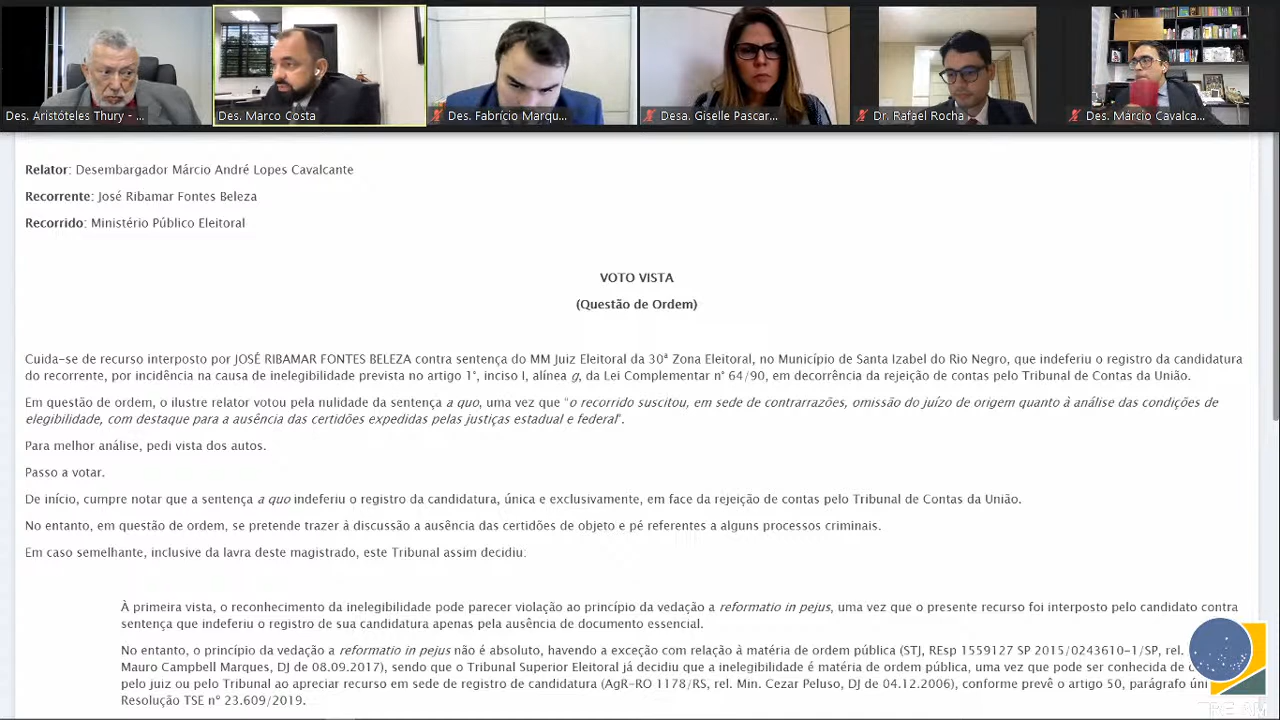 Des. Aristóteles Thury - ...
Des. Marco Costa
Des. Fabrício Marqu...
Desa. Giselle Pascar...
Dr. Rafael Rocha
Des. Márcio Cavalca...
Relator: Desembargador Márcio André Lopes Cavalcante
Recorrente: José Ribamar Fontes Beleza
Recorrido: Ministério Público Eleitoral
VOTO VISTA
(Questão de Ordem)
Cuida-se de recurso interposto por JOSÉ RIBAMAR FONTES BELEZA contra sentença do MM Juiz Eleitoral da 30ª Zona Eleitoral, no Município de Santa Izabel do Rio Negro, que indeferiu o registro da candidatura
do recorrente, por incidência na causa de inelegibilidade prevista no artigo 1°, inciso I, alínea g, da Lei Complementar n° 64/90, em decorrência da rejeição de contas pelo Tribunal de Contas da União.
Em questão de ordem, o ilustre relator votou pela nulidade da sentença a quo, uma vez que "o recorrido suscitou, em sede de contrarrazões, omissão do juízo de origem quanto à análise das condições de
elegibilidade, com destaque para a ausência das certidões expedidas pelas justiças estadual e federal".
Para melhor análise, pedi vista dos autos.
Passo a votar.
De início, cumpre notar que a sentença a quo indeferiu o registro da candidatura, única e exclusivamente, em face da rejeição de contas pelo Tribunal de Contas da União.
No entanto, em questão de ordem, se pretende trazer à discussão a ausência das certidões de objeto e pé referentes a alguns processos criminais.
Em caso semelhante, inclusive da lavra deste magistrado, este Tribunal assim decidiu:
À primeira vista, o reconhecimento da inelegibilidade pode parecer violação ao princípio da vedação a reformatio in pejus, uma vez que o presente recurso foi interposto pelo candidato contra
sentença que indeferiu o registro de sua candidatura apenas pela ausência de documento essencial.
No entanto, o princípio da vedação a reformatio in pejus não é absoluto, havendo a exceção com relação à matéria de ordem pública (STJ, REsp 1559127 SP 2015/0243610-1/SP, rel.
Mauro Campbell Marques, DJ de 08.09.2017), sendo que o Tribunal Superior Eleitoral já decidiu que a inelegibilidade é matéria de ordem pública, uma vez que pode ser conhecida de
pelo juiz ou pelo Tribunal ao apreciar recurso em sede de registro de candidatura (AgR-RO 1178/RS, rel. Min. Cezar Peluso, DJ de 04.12.2006), conforme prevê o artigo 50, parágrafo úni
Resolução TSE n° 23.609/2019.
TRE-AM